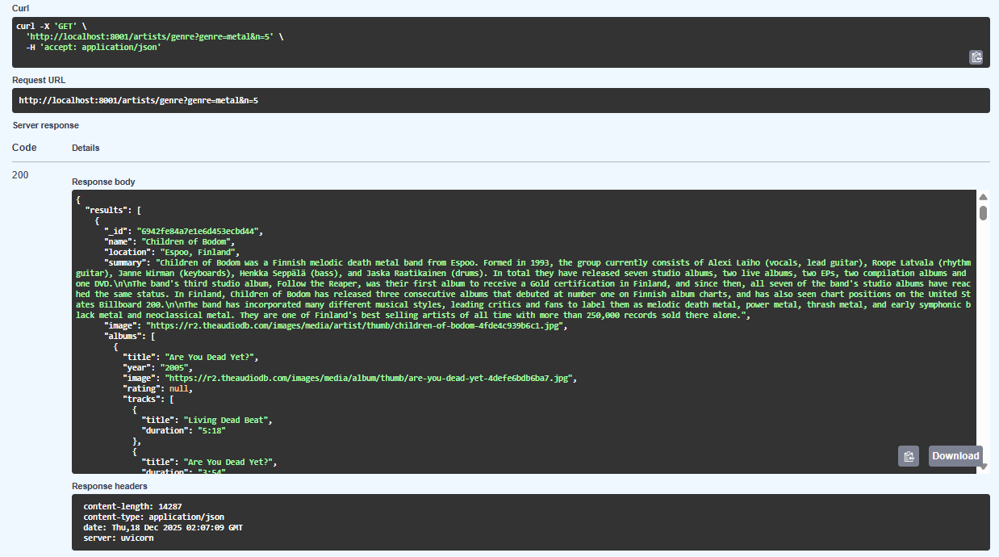 Curl
curl -X 'GET' \
  'http://localhost:8001/artists/genre?genre=metal&n=5' \
  -H 'accept: application/json'
Request URL
http://localhost:8001/artists/genre?genre=metal&n=5
Server response
Code Details
200
Response body
{
  "results": [
    {
      "_id": "6942fe84a7e1e6d453ecbd44",
      "name": "Children of Bodom",
      "location": "Espoo, Finland",
      "summary": "Children of Bodom was a Finnish melodic death metal band from Espoo. Formed in 1993, the group currently consists of Alexi Laiho (vocals, lead guitar), Roope Latvala (rhythm
guitar), Janne Wirman (keyboards), Henkka Seppälä (bass), and Jaska Raatikainen (drums). In total they have released seven studio albums, two live albums, two EPs, two compilation albums and
one DVD.\n\nThe band's third studio album, Follow the Reaper, was their first album to receive a Gold certification in Finland, and since then, all seven of the band's studio albums have reac
hed the same status. In Finland, Children of Bodom has released three consecutive albums that debuted at number one on Finnish album charts, and has also seen chart positions on the United St
ates Billboard 200.\n\nThe band has incorporated many different musical styles, leading critics and fans to label them as melodic death metal, power metal, thrash metal, and early symphonic b
lack metal and neoclassical metal. They are one of Finland's best selling artists of all time with more than 250,000 records sold there alone.",
      "image": "https://r2.theaudiodb.com/images/media/artist/thumb/children-of-bodom-4fde4c939b6c1.jpg",
      "albums": [
        {
          "title": "Are You Dead Yet?",
          "year": "2005",
          "image": "https://r2.theaudiodb.com/images/media/album/thumb/are-you-dead-yet-4defe6bdb6ba7.jpg",
          "rating": null,
          "tracks": [
            {
              "title": "Living Dead Beat",
              "duration": "5:18"
            },
            {
              "title": "Are You Dead Yet?",
              "duration": "3:54"
Download
Response headers
content-length: 14287
content-type: application/json
date: Thu,18 Dec 2025 02:07:09 GMT
server: uvicorn